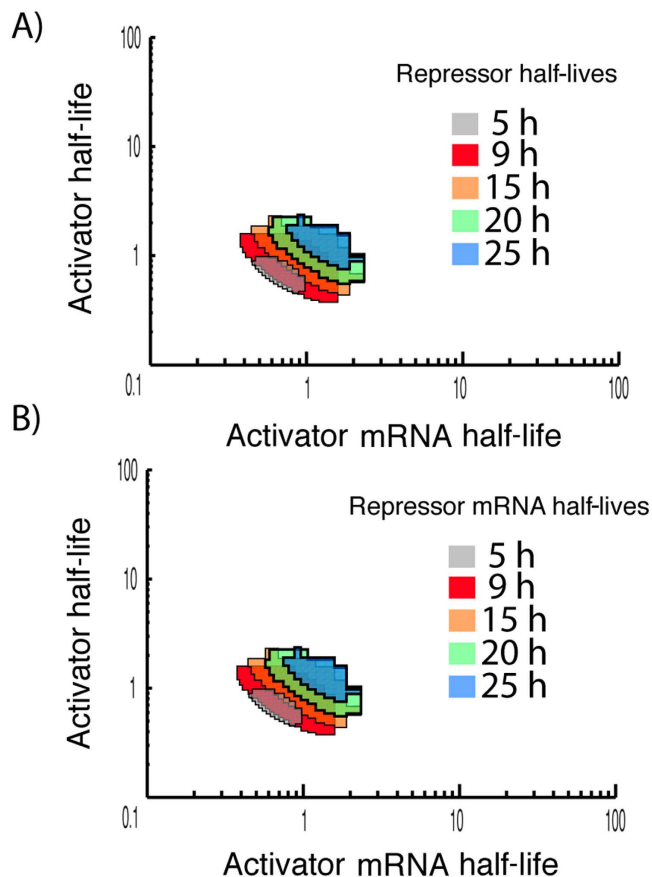 A)
100
10
1
0.1
Activator half-life
Repressor half-lives
5 h
9 h
15 h
20 h
25 h
1
10
100
Activator mRNA half-life
B)
100
10
1
0.1
Activator half-life
Repressor mRNA half-lives
5 h
9 h
15 h
20 h
25 h
1
10
100
Activator mRNA half-life